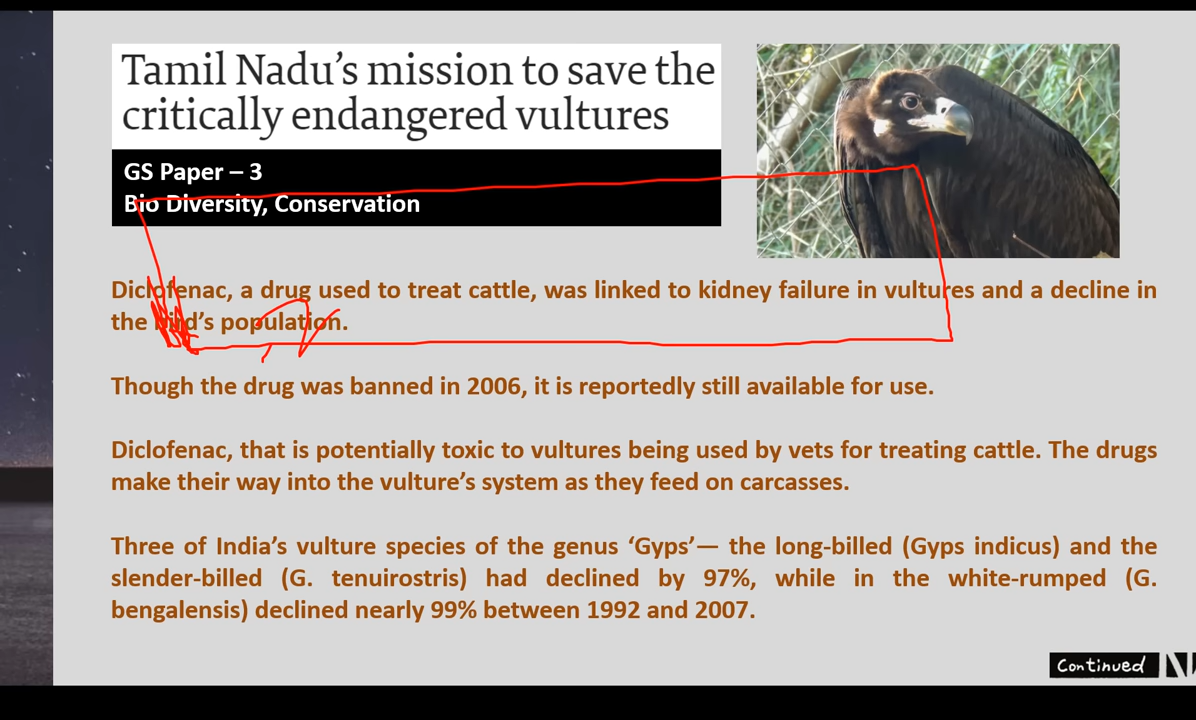 Tamil Nadu's mission to save the
critically endangered vultures
GS Paper – 3
Bio Diversity, Conservation
Diclofenac, a drug used to treat cattle, was linked to kidney failure in vultures and a decline in
the bird's population.
Though the drug was banned in 2006, it is reportedly still available for use.
Diclofenac, that is potentially toxic to vultures being used by vets for treating cattle. The drugs
make their way into the vulture's system as they feed on carcasses.
Three of India's vulture species of the genus 'Gyps'— the long-billed (Gyps indicus) and the
slender-billed (G. tenuirostris) had declined by 97%, while in the white-rumped (G.
bengalensis) declined nearly 99% between 1992 and 2007.
Continued